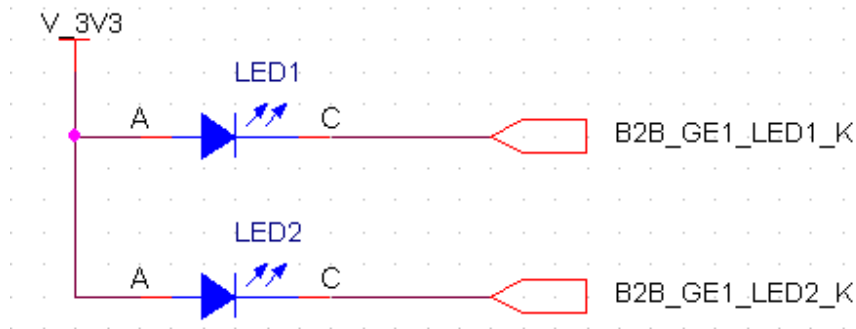 V_3V3
LED1
A
C
B2B_GE1_LED1_K
LED2
A
C
B2B_GE1_LED2_K